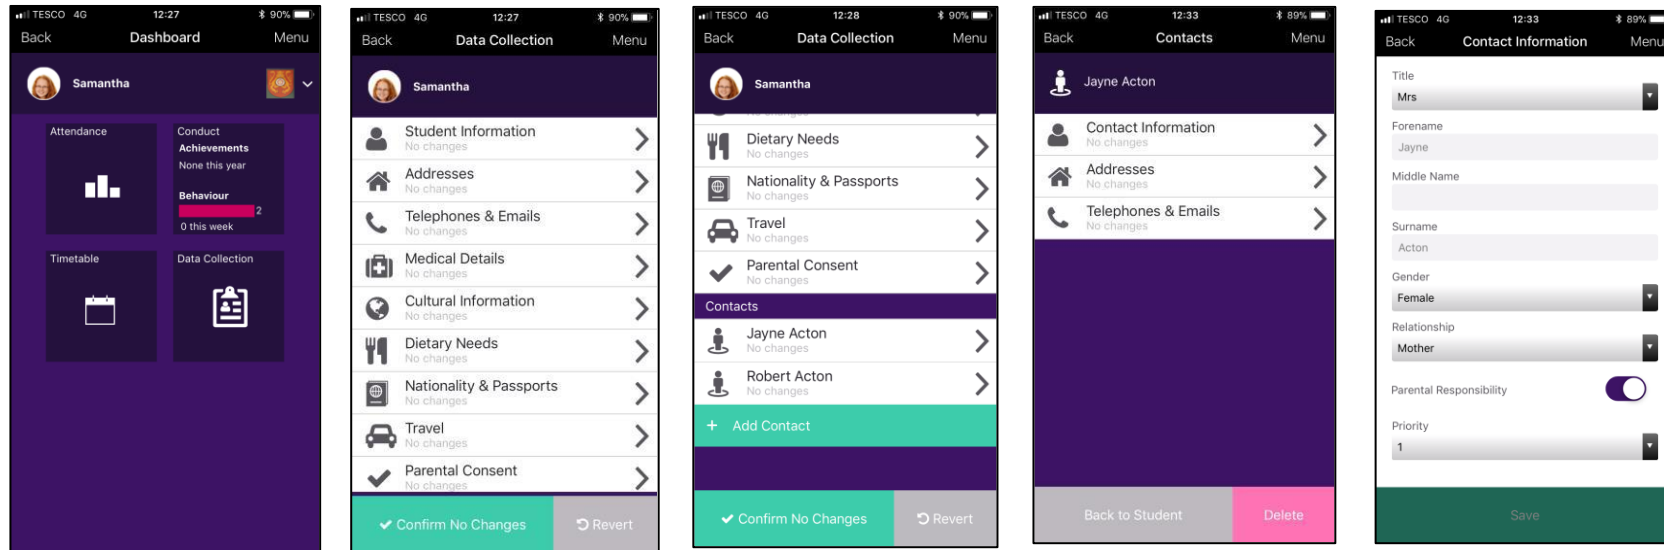 TESCO 4G 12:27 90%
Back Dashboard Menu
Samantha
Attendance
Conduct
Achievements
None this year
Behaviour
2
0 this week
Timetable
Data Collection
TESCO 4G 12:27 90%
Back Data Collection Menu
Samantha
Student Information
No changes
Addresses
No changes
Telephones & Emails
No changes
Medical Details
No changes
Cultural Information
No changes
Dietary Needs
No changes
Nationality & Passports
No changes
Travel
No changes
Parental Consent
No changes
Confirm No Changes Revert
TESCO 4G 12:28 90%
Back Data Collection Menu
Samantha
Dietary Needs
No changes
Nationality & Passports
No changes
Travel
No changes
Parental Consent
No changes
Contacts
Jayne Acton
No changes
Robert Acton
No changes
+ Add Contact
Confirm No Changes Revert
TESCO 4G 12:33 89%
Back Contacts Menu
Jayne Acton
Contact Information
No changes
Addresses
No changes
Telephones & Emails
No changes
Back to Student Delete
TESCO 4G 12:33 89%
Back Contact Information Menu
Title
Mrs
Forename
Jayne
Middle Name
Surname
Acton
Gender
Female
Relationship
Mother
Parental Responsibility
Priority
1
Save